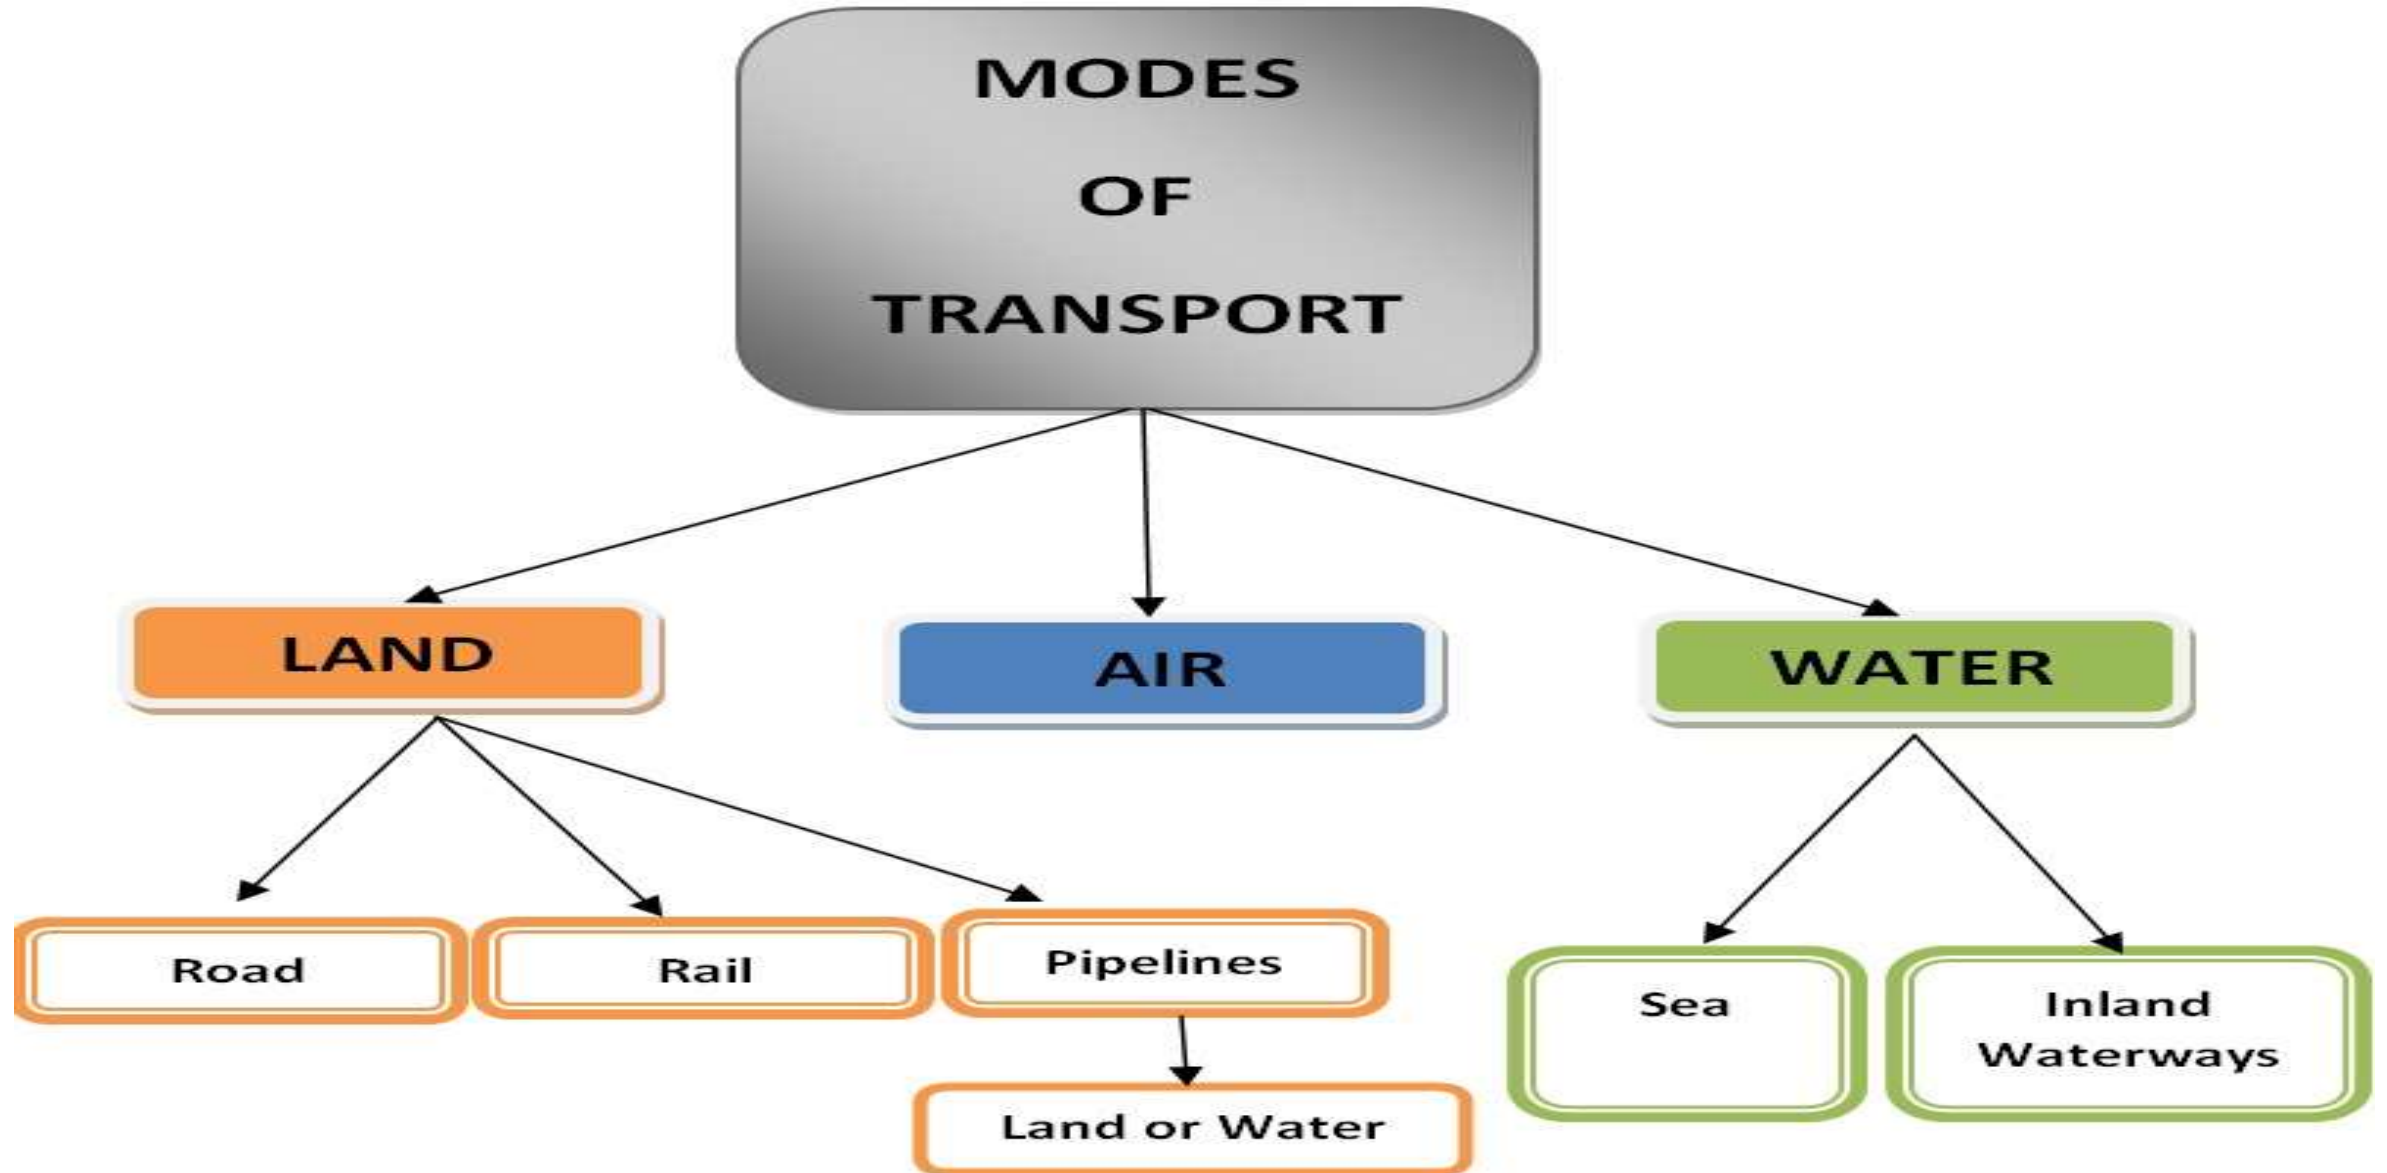 MODES
OF
TRANSPORT
LAND
AIR
WATER
Road
Rail
Pipelines
Sea
Inland
Waterways
Land or Water